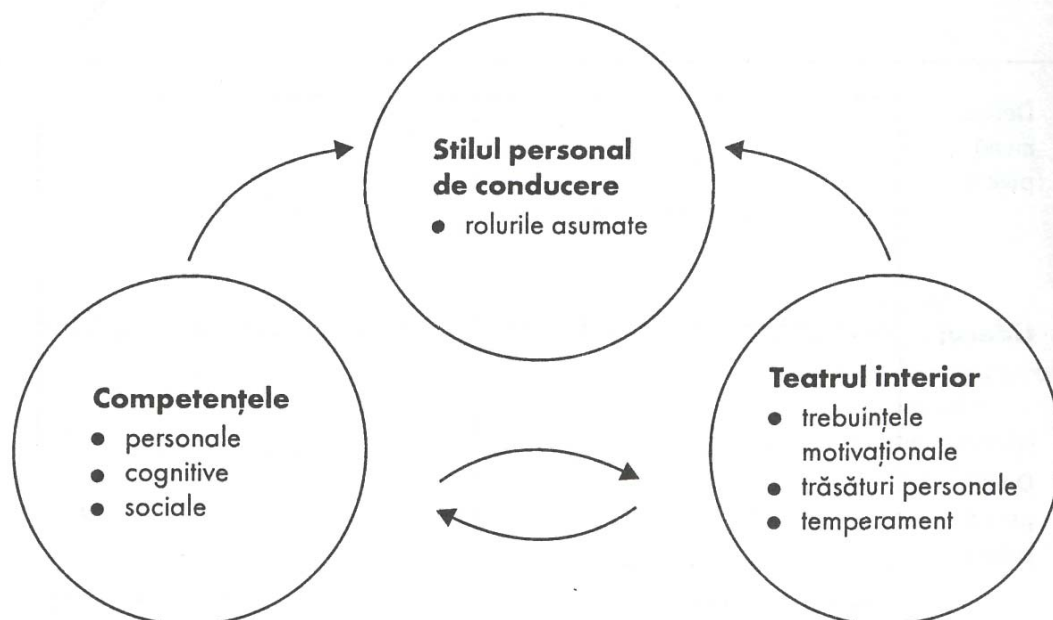 Stilul personal
de conducere
● rolurile asumate
Competențele
● personale
● cognitive
● sociale
Teatrul interior
● trebuințele
motivaționale
● trăsături personale
● temperament